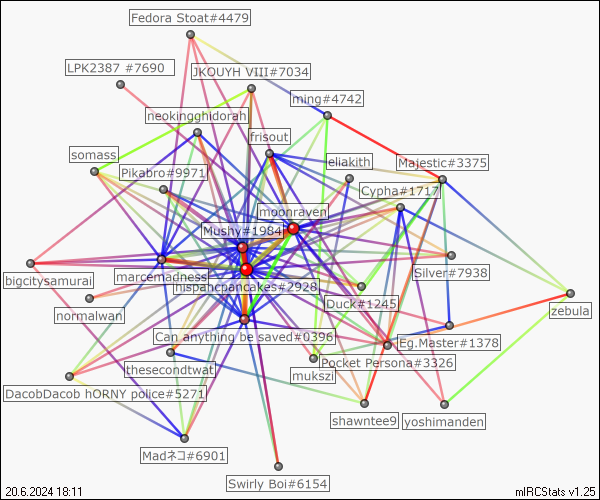 Fedora Stoat#4479
LPK2387 #7690
JKOUYH VIII#7034
ming#4742
neokingghidorah
frisout
somass
eliakith
Majestic#3375
Pikabro#9971
Cypha#1717
moonraven
Mushy#1984
bigcitysamurai
marcemadness
Silver#7938
hispanicpancakes#2928
Duck#1245
normalwan
zebula
Can anything be saved#0396
Eg.Master#1378
thesecondtwat
mukszi
Pocket Persona#3326
DacobDacob hORNY police#5271
shawntee9
yoshimanden
Madネコ#6901
Swirly Boi#6154
20.6.2024 18:11
mIRCStats v1.25